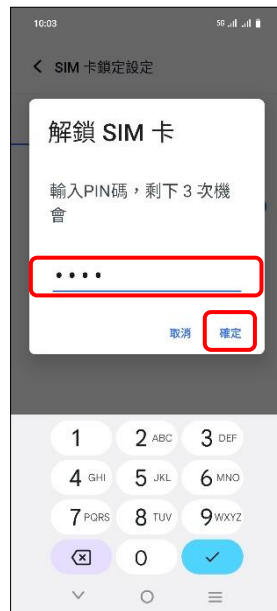 10:03 5G
SIM 卡鎖定設定
解鎖 SIM 卡
輸入PIN碼，剩下 3 次機
會
••••
取消 確定
1 2 ABC 3 DEF
4 GHI 5 JKL 6 MNO
7 PQRS 8 TUV 9 WXYZ
0